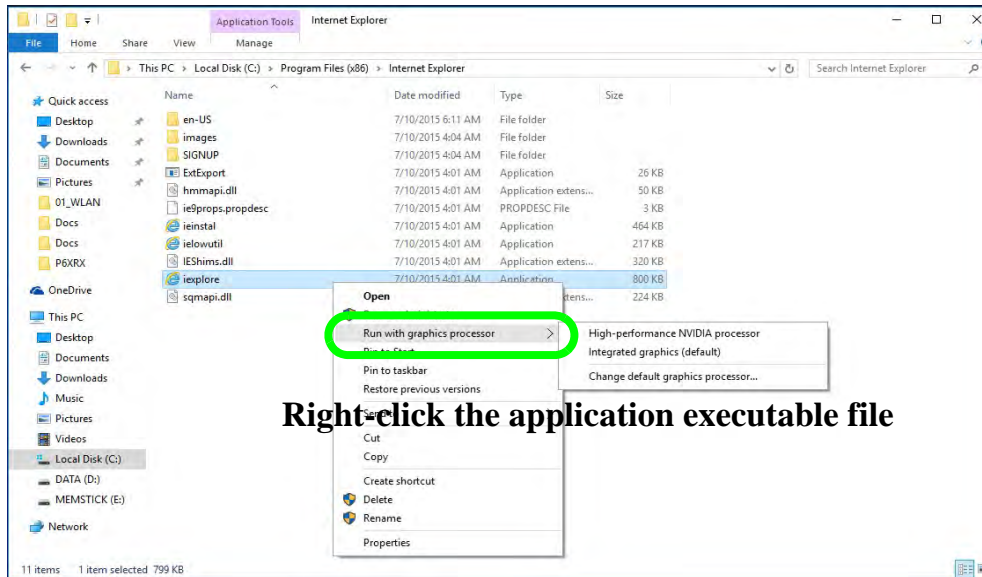 Application Tools Internet Explorer
File Home Share View Manage
This PC > Local Disk (C:) > Program Files (x86) > Internet Explorer
Search Internet Explorer
Name Date modified Type Size
Quick access
Desktop
Downloads
Documents
Pictures
01_WLAN
Docs
Docs
P6XRX
OneDrive
This PC
Desktop
Documents
Downloads
Music
Pictures
Videos
Local Disk (C:)
DATA (D:)
MEMSTICK (E:)
Network
en-US 7/10/2015 6:11 AM File folder
images 7/10/2015 4:04 AM File folder
SIGNUP 7/10/2015 4:04 AM File folder
ExtExport 7/10/2015 4:01 AM Application 26 KB
hmmapi.dll 7/10/2015 4:01 AM Application extens... 50 KB
ie9props.propdesc 7/10/2015 4:01 AM PROPDESC File 3 KB
ieinstal 7/10/2015 4:01 AM Application 464 KB
ielowutil 7/10/2015 4:01 AM Application 217 KB
IEShims.dll 7/10/2015 4:01 AM Application extens... 320 KB
iexplore 7/10/2015 4:01 AM Application 800 KB
sqmapi.dll tens... 224 KB
Open
Run with graphics processor
Pin to Start
Pin to taskbar
Restore previous versions
Send to
Cut
Copy
Create shortcut
Delete
Rename
Properties
High-performance NVIDIA processor
Integrated graphics (default)
Change default graphics processor...
Right-click the application executable file
11 items 1 item selected 799 KB